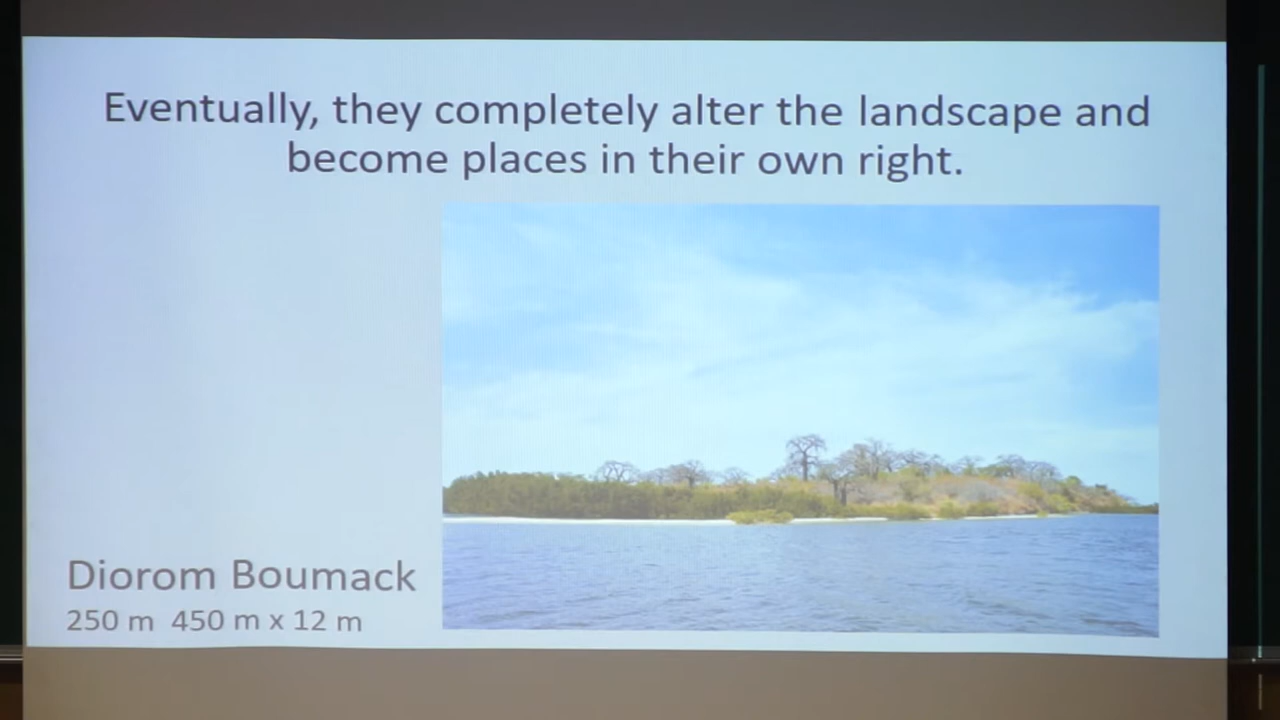 Eventually, they completely alter the landscape and
become places in their own right.
Diorom Boumack
250 m 450 m x 12 m